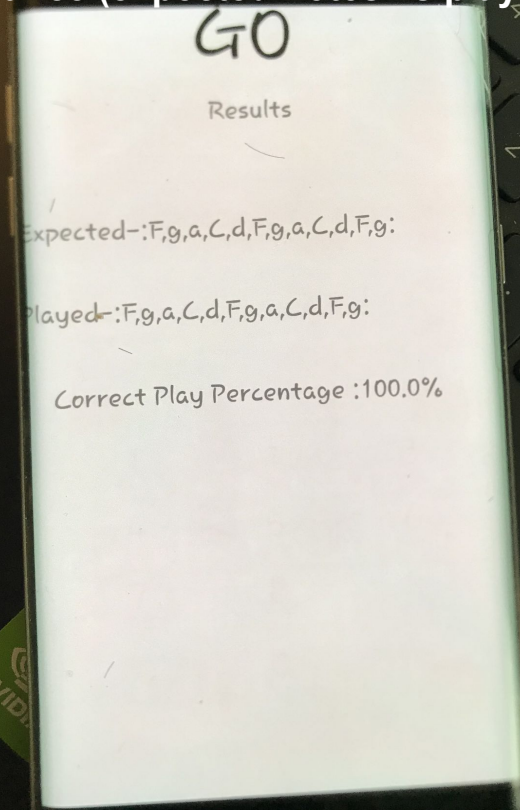 GO
Results
Expected-:F,g,a,C,d,F,g,a,C,d,F,g:
Played-:F,g,a,C,d,F,g,a,C,d,F,g:
Correct Play Percentage :100.0%